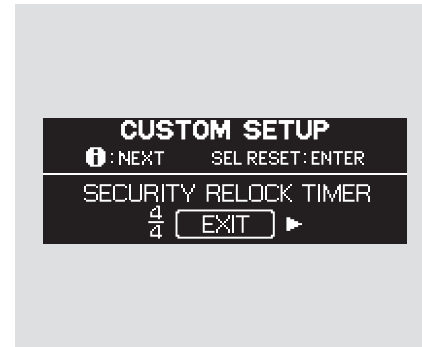 CUSTOM SETUP
i:NEXT SEL RESET:ENTER
SECURITY RELOCK TIMER
4/4 EXIT ▶